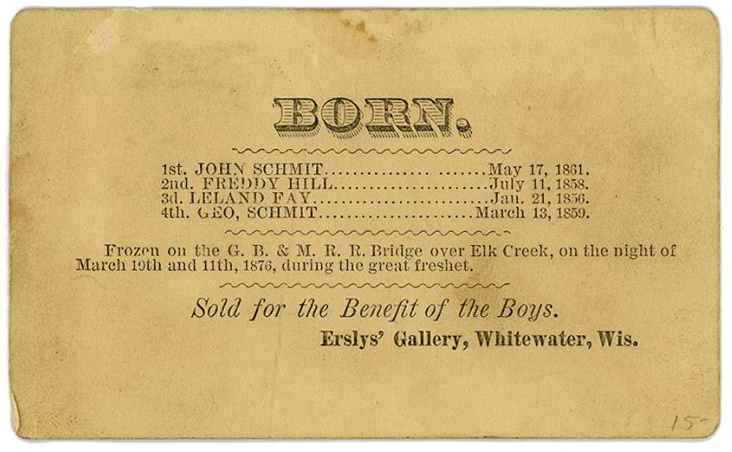 BORN.
1st. JOHN SCHMIT.............. .......May 17, 1861.
2nd. FREDDY HILL......................July 11, 1858.
3d. LELAND FAY.........................Jan. 21, 1856.
4th. GEO, SCHMIT......................March 13, 1859.
Frozen on the G. B. & M. R. R. Bridge over Elk Creek, on the night of
March 10th and 11th, 1876, during the great freshet.
Sold for the Benefit of the Boys.
Erslys' Gallery, Whitewater, Wis.
15-